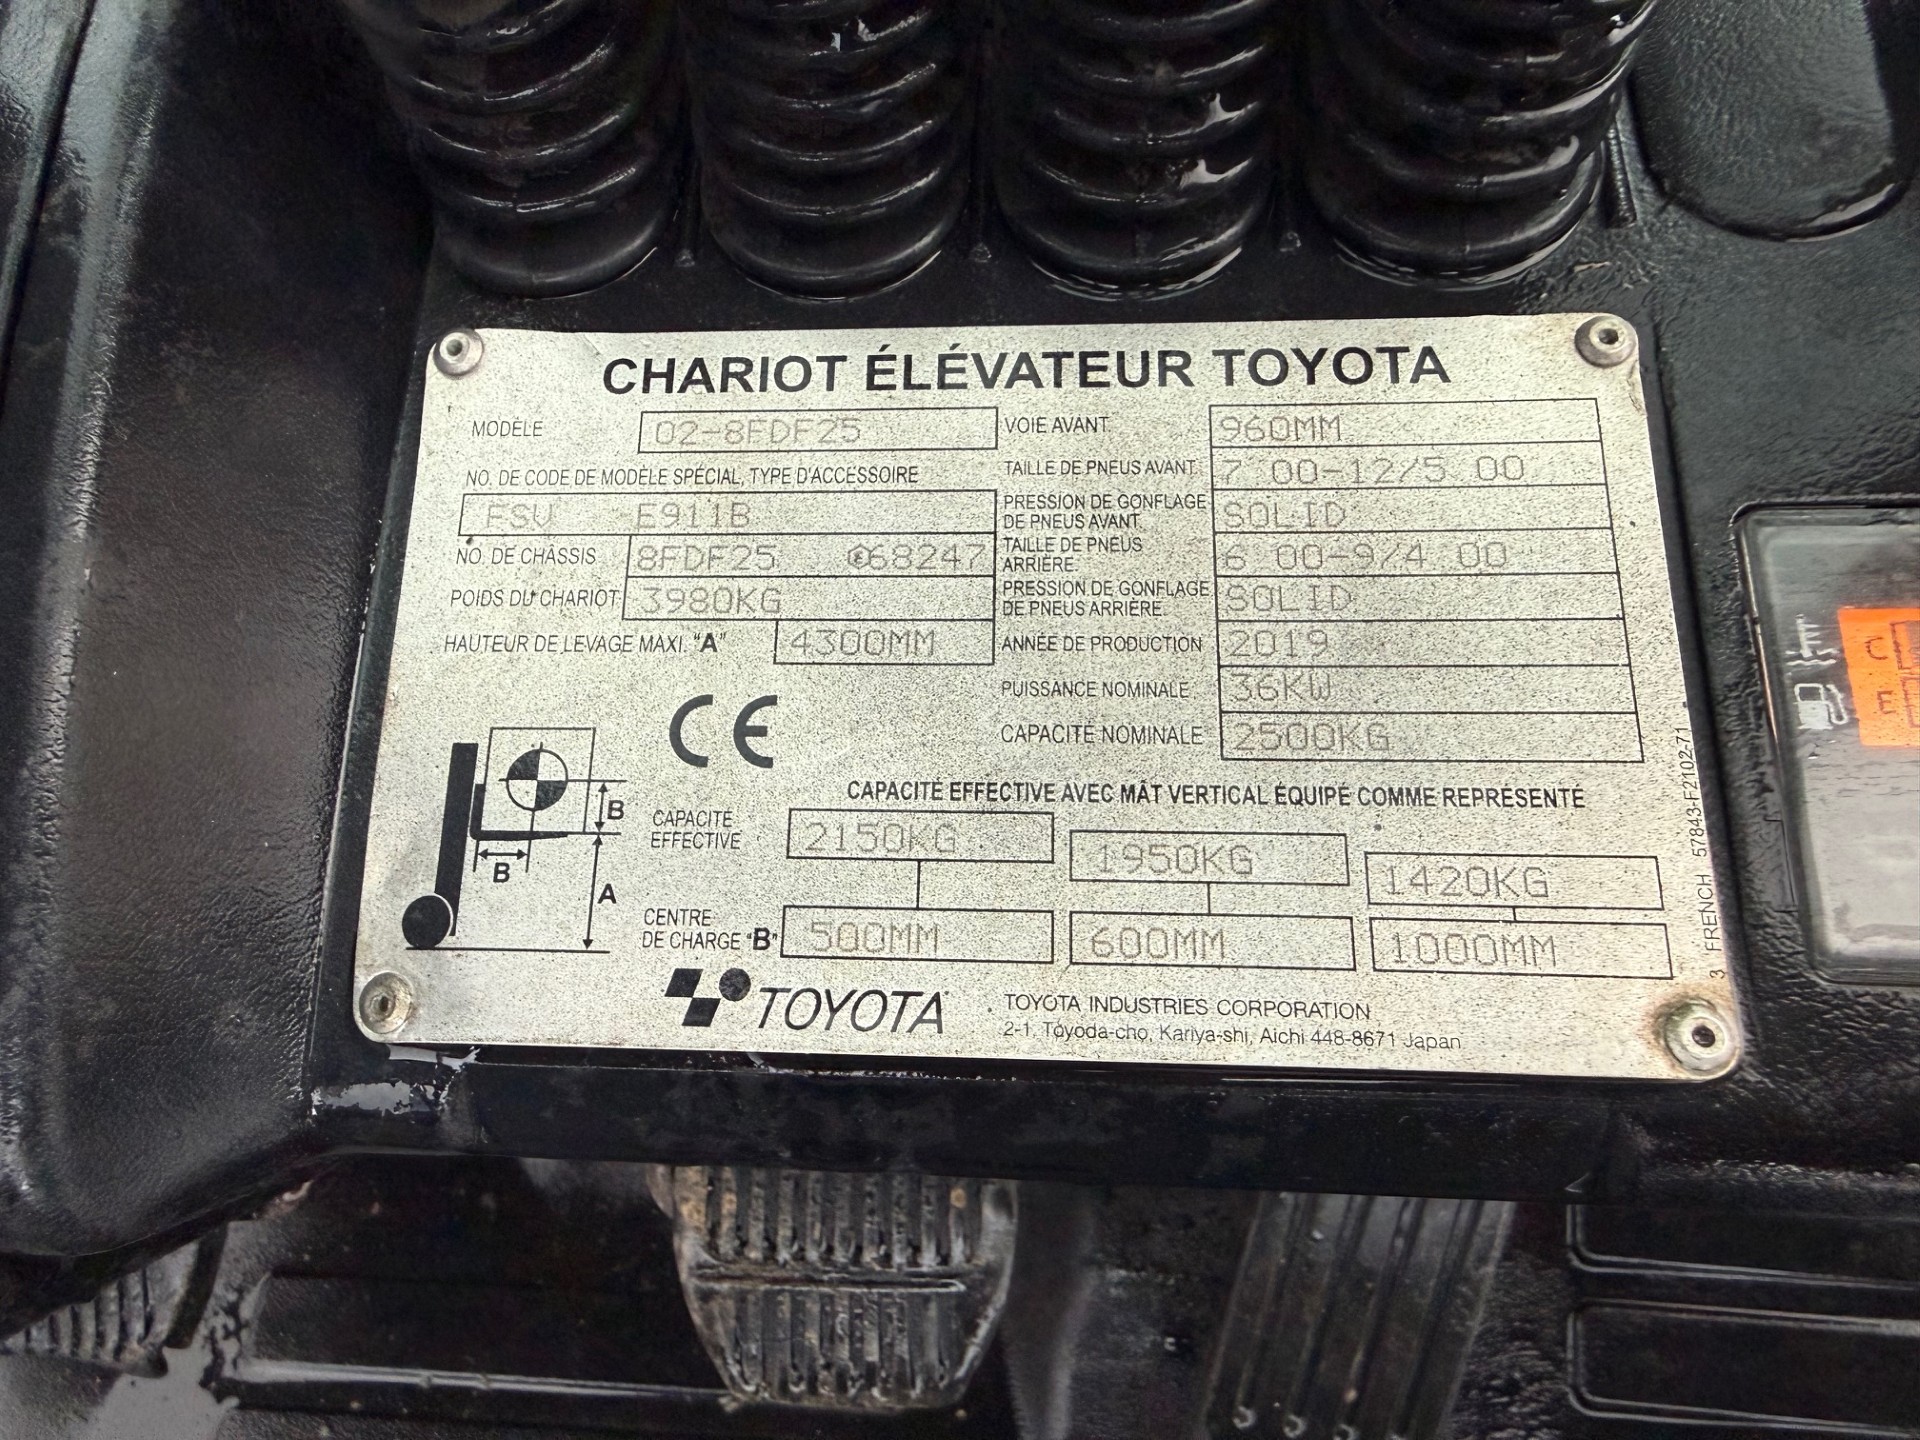 CHARIOT ÉLÉVATEUR TOYOTA
MODÈLE 02-8FDF25
NO. DE CODE DE MODÈLE SPÉCIAL, TYPE D'ACCESSOIRE
FSV E911B
NO. DE CHÂSSIS 8FDF25 68247
POIDS DU CHARIOT 3980KG
HAUTEUR DE LEVAGE MAXI. "A" 4300MM
VOIE AVANT 960MM
TAILLE DE PNEUS AVANT 7.00-12/5.00
PRESSION DE GONFLAGE
DE PNEUS AVANT SOLID
TAILLE DE PNEUS
ARRIÈRE 6.00-9/4.00
PRESSION DE GONFLAGE
DE PNEUS ARRIÈRE SOLID
ANNÉE DE PRODUCTION 2019
PUISSANCE NOMINALE 36KW
CAPACITÉ NOMINALE 2500KG
CE
B
B
A
CAPACITÉ EFFECTIVE AVEC MÂT VERTICAL ÉQUIPÉ COMME REPRÉSENTÉ
CAPACITÉ
EFFECTIVE 2150KG 1950KG 1420KG
CENTRE
DE CHARGE "B" 500MM 600MM 1000MM
TOYOTA
TOYOTA INDUSTRIES CORPORATION
2-1, Toyoda-cho, Kariya-shi, Aichi 448-8671 Japan
3 FRENCH 57843-F2102-71
C
E